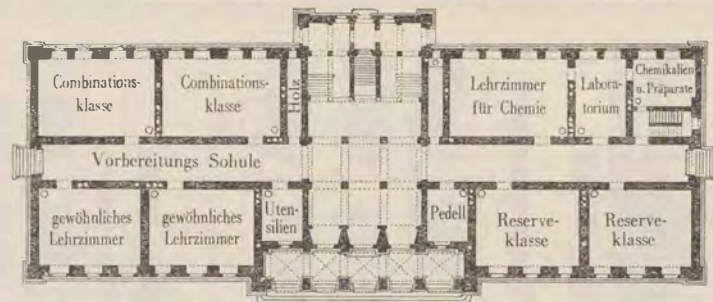 Combinations-
klasse
Combinations-
klasse
Holz
Lehrzimmer
für Chemie
Labora-
torium
Chemikalien
u. Präparate
Vorbereitungs Schule
gewöhnliches
Lehrzimmer
gewöhnliches
Lehrzimmer
Uten-
silien
Pedell
Reserve-
klasse
Reserve-
klasse